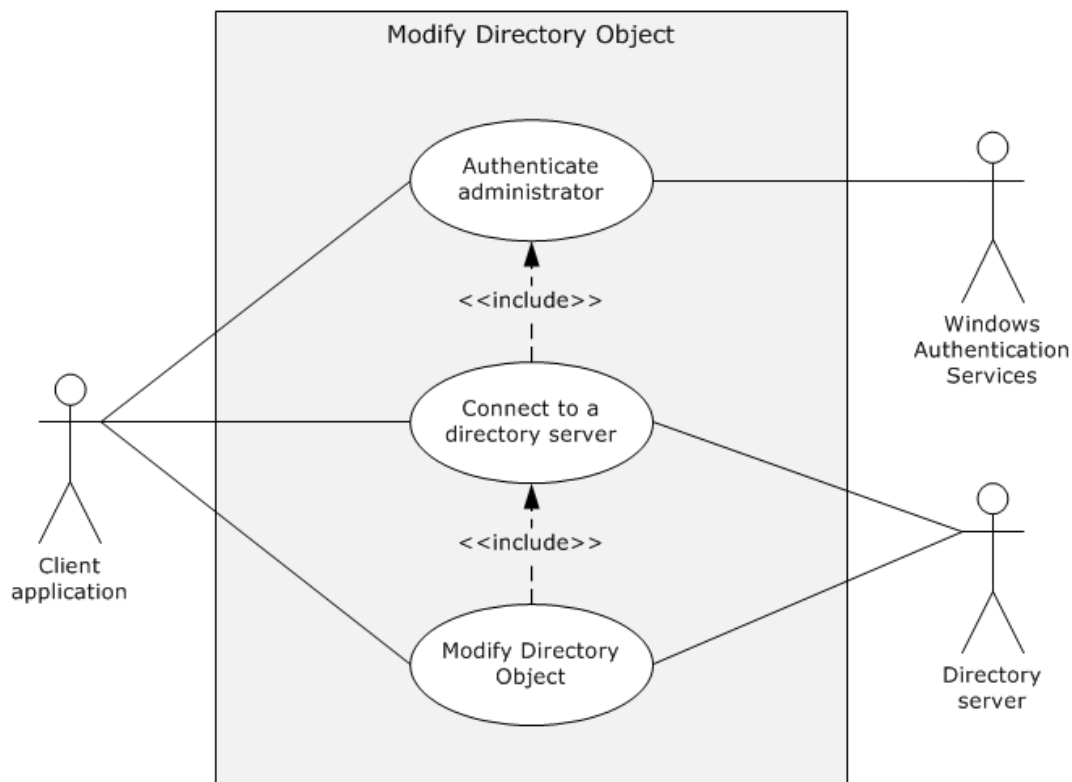 Modify Directory Object
Authenticate
administrator
<<include>>
Windows
Authentication
Services
Connect to a
directory server
<<include>>
Client
application
Modify Directory
Object
Directory
server